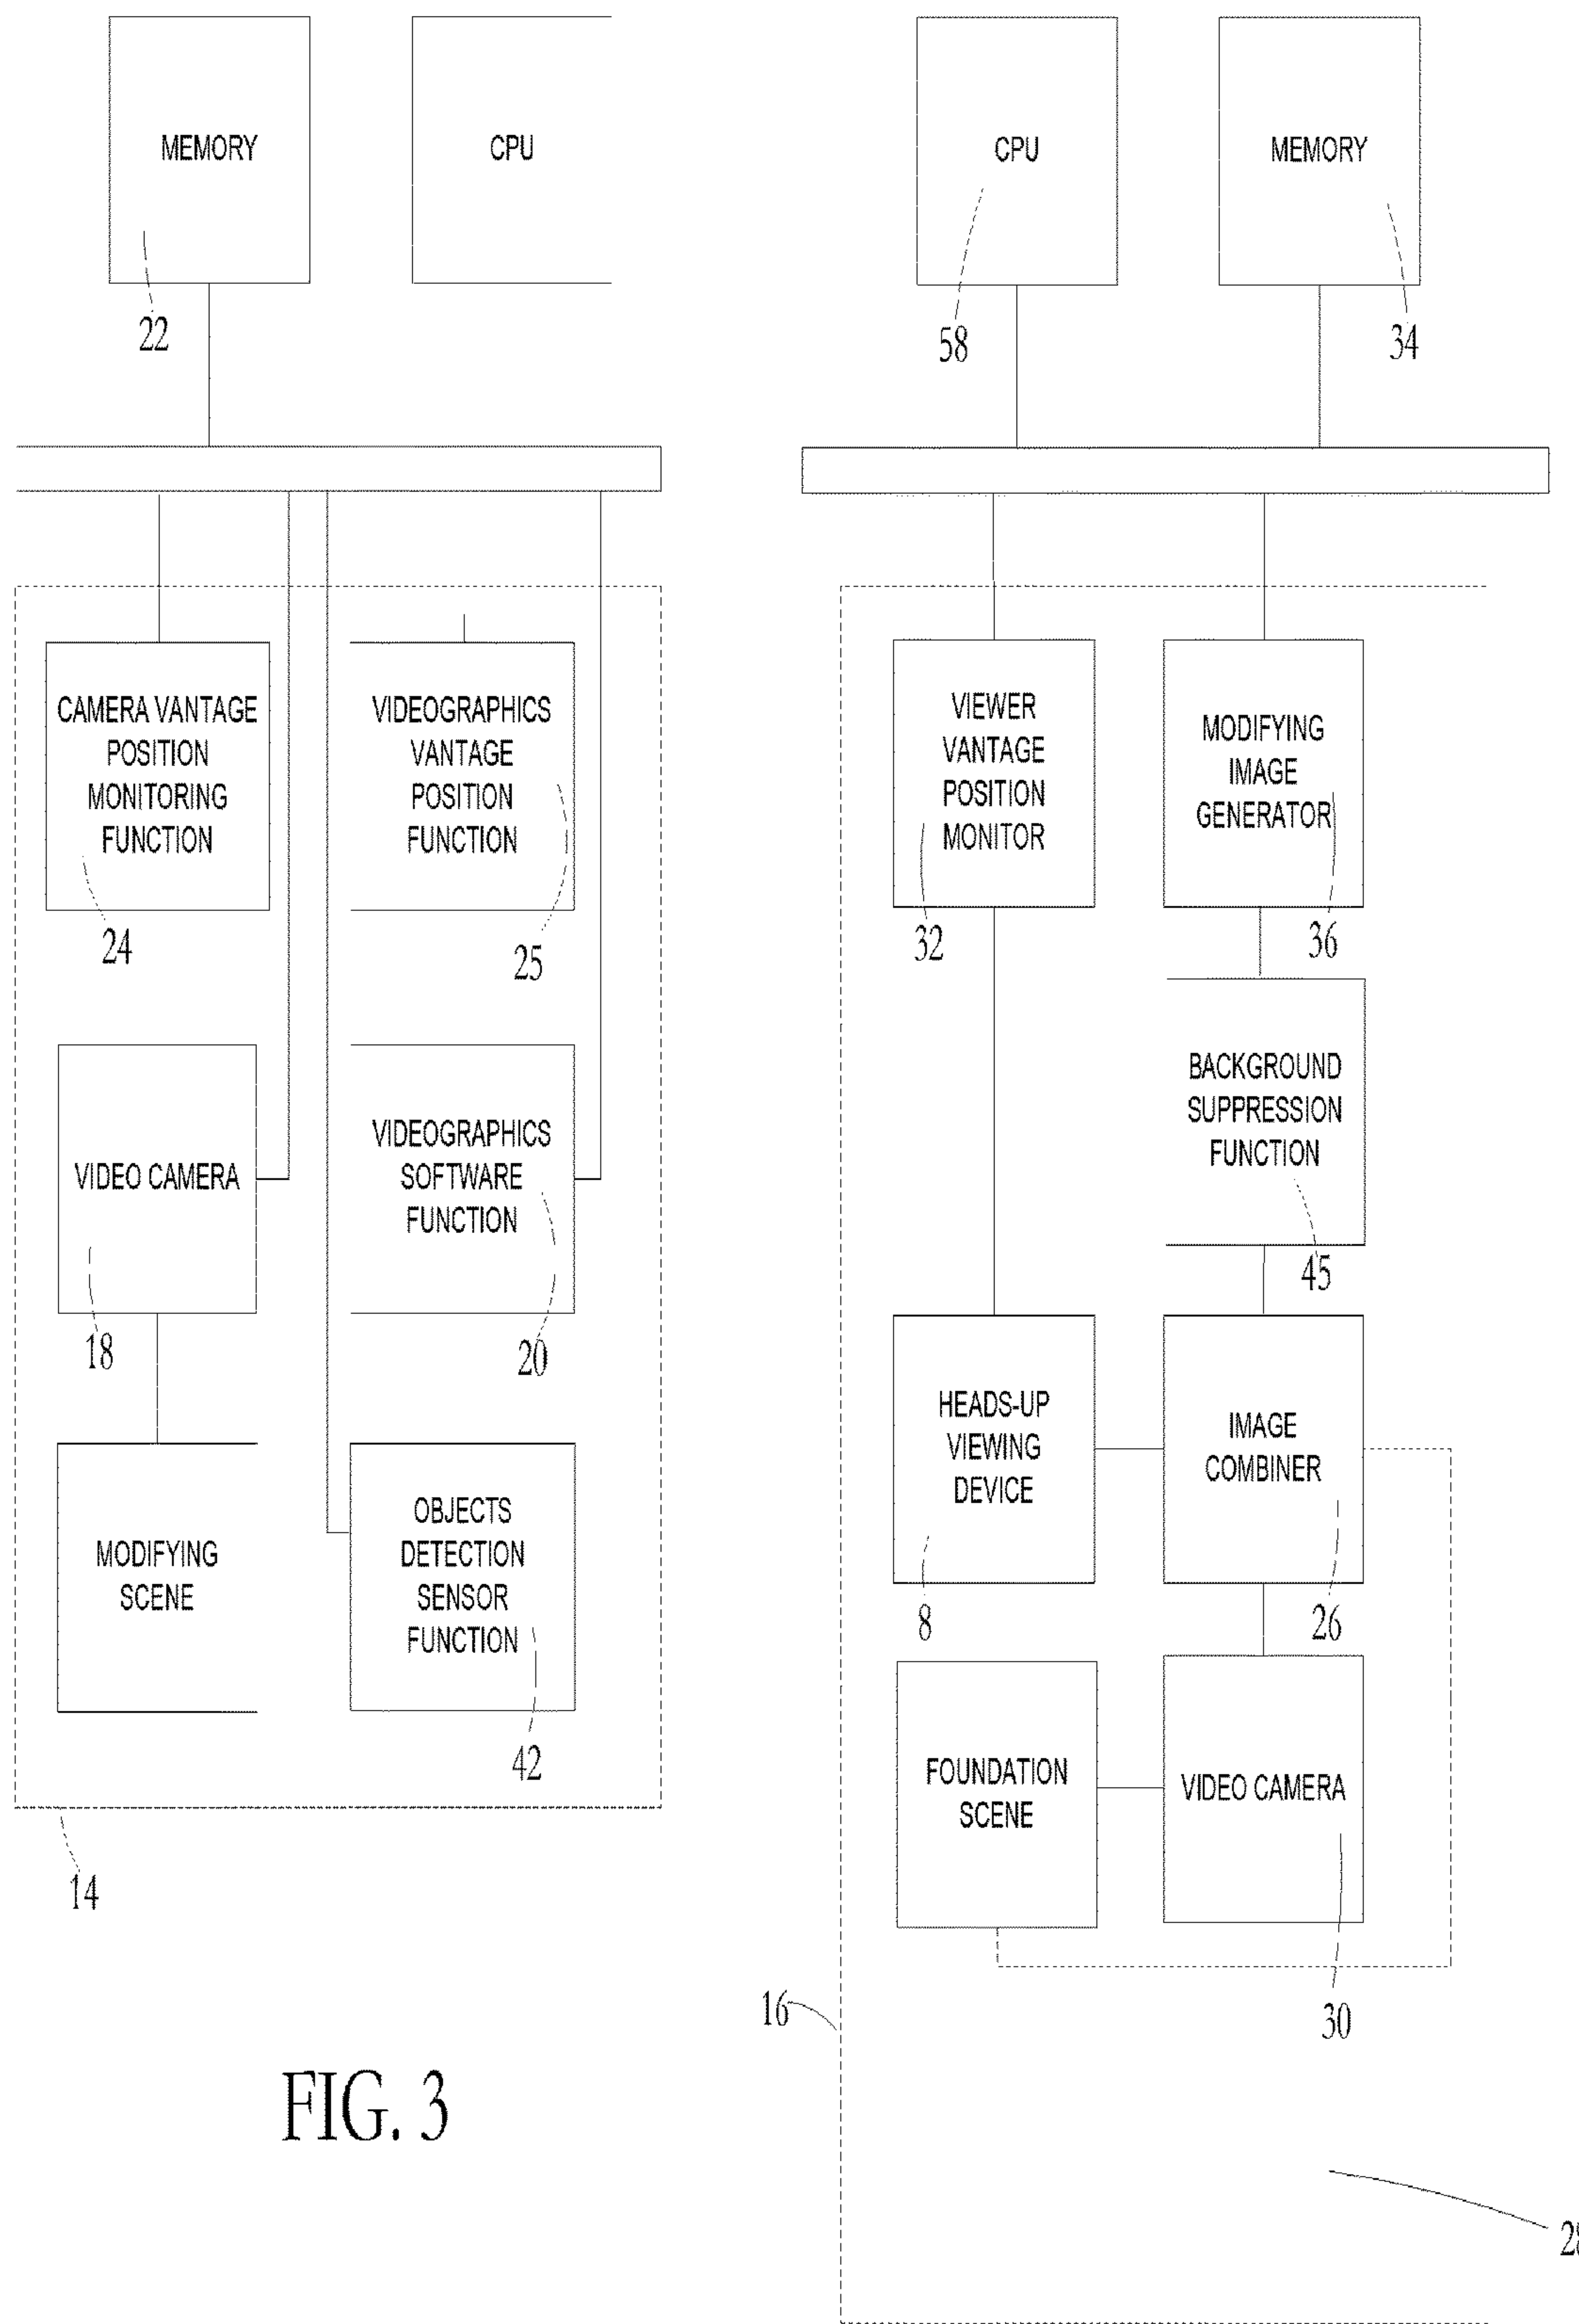 MEMORY
22
CPU
CPU
58
MEMORY
34
CAMERA VANTAGE
POSITION
MONITORING
FUNCTION
24
VIDEOGRAPHICS
VANTAGE
POSITION
FUNCTION
25
VIDEO CAMERA
18
VIDEOGRAPHICS
SOFTWARE
FUNCTION
20
MODIFYING
SCENE
OBJECTS
DETECTION
SENSOR
FUNCTION
42
14
VIEWER
VANTAGE
POSITION
MONITOR
32
MODIFYING
IMAGE
GENERATOR
36
BACKGROUND
SUPPRESSION
FUNCTION
45
HEADS-UP
VIEWING
DEVICE
8
IMAGE
COMBINER
26
FOUNDATION
SCENE
VIDEO CAMERA
30
16
FIG. 3
28